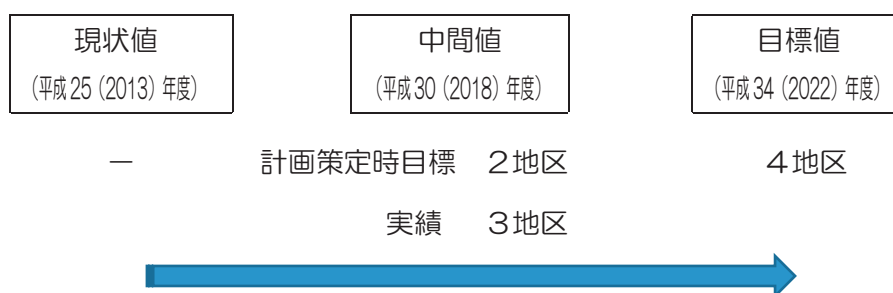 現状値
(平成25(2013)年度)
中間値
(平成30(2018)年度)
目標値
(平成34(2022)年度)
－ 計画策定時目標 2地区 4地区
実績 3地区